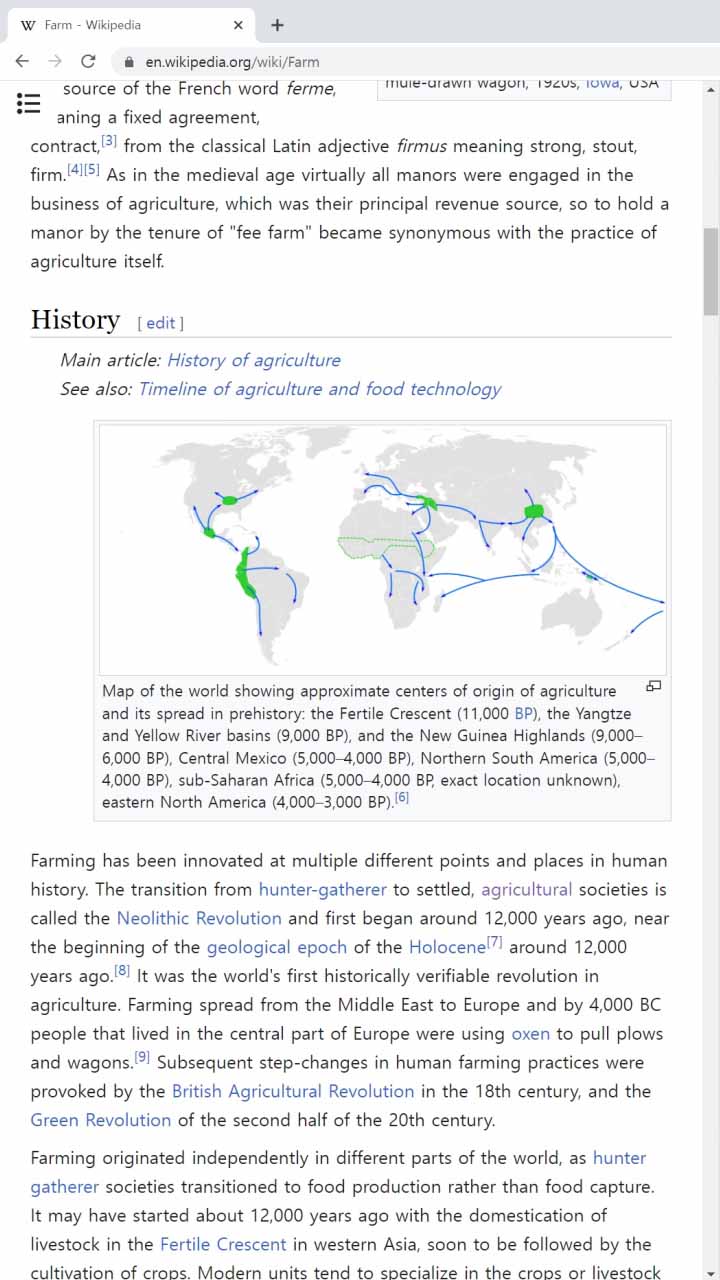 W Farm - Wikipedia
en.wikipedia.org/wiki/Farm
mule-drawn wagon, 1920s, Iowa, USA
source of the French word ferme,
aning a fixed agreement,
contract,[3] from the classical Latin adjective firmus meaning strong, stout,
firm.[4][5] As in the medieval age virtually all manors were engaged in the
business of agriculture, which was their principal revenue source, so to hold a
manor by the tenure of "fee farm" became synonymous with the practice of
agriculture itself.
History [ edit ]
Main article: History of agriculture
See also: Timeline of agriculture and food technology
Map of the world showing approximate centers of origin of agriculture
and its spread in prehistory: the Fertile Crescent (11,000 BP), the Yangtze
and Yellow River basins (9,000 BP), and the New Guinea Highlands (9,000–
6,000 BP), Central Mexico (5,000–4,000 BP), Northern South America (5,000–
4,000 BP), sub-Saharan Africa (5,000–4,000 BP, exact location unknown),
eastern North America (4,000–3,000 BP).[6]
Farming has been innovated at multiple different points and places in human
history. The transition from hunter-gatherer to settled, agricultural societies is
called the Neolithic Revolution and first began around 12,000 years ago, near
the beginning of the geological epoch of the Holocene[7] around 12,000
years ago.[8] It was the world's first historically verifiable revolution in
agriculture. Farming spread from the Middle East to Europe and by 4,000 BC
people that lived in the central part of Europe were using oxen to pull plows
and wagons.[9] Subsequent step-changes in human farming practices were
provoked by the British Agricultural Revolution in the 18th century, and the
Green Revolution of the second half of the 20th century.
Farming originated independently in different parts of the world, as hunter
gatherer societies transitioned to food production rather than food capture.
It may have started about 12,000 years ago with the domestication of
livestock in the Fertile Crescent in western Asia, soon to be followed by the
cultivation of crops. Modern units tend to specialize in the crops or livestock